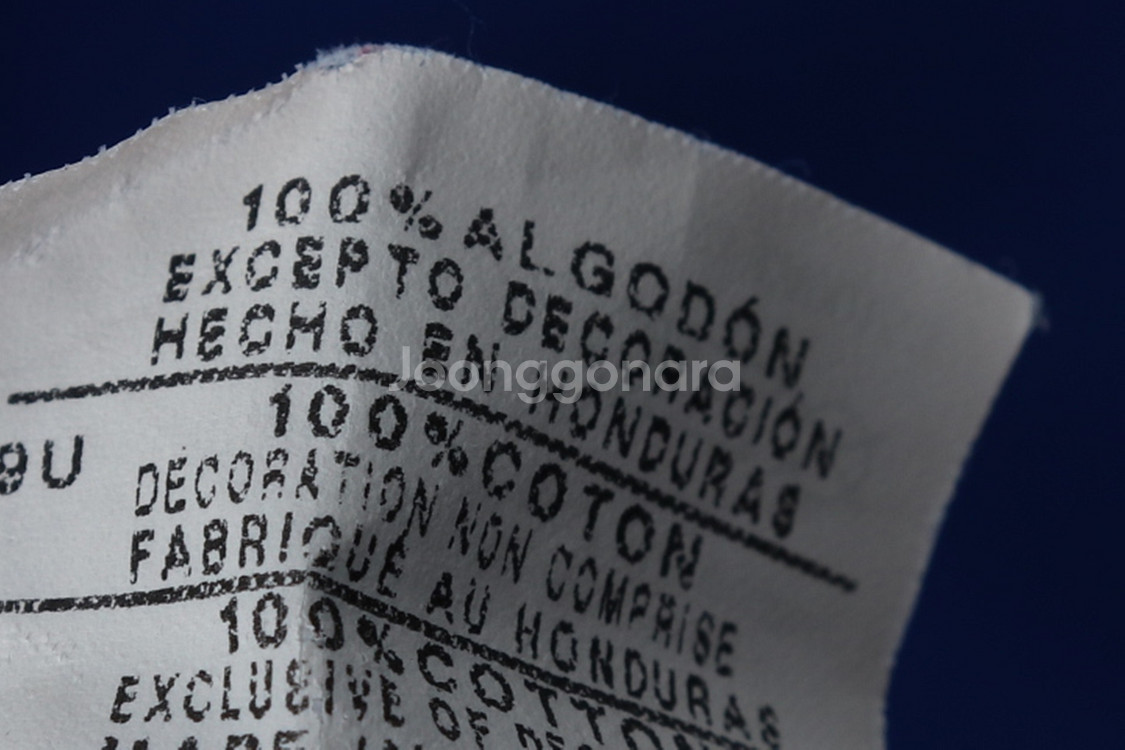 100% ALGODÓN
EXCEPTO DECORACIÓN
HECHO EN HONDURAS
100% COTON
DÉCORATION NON COMPRISE
FABRIQUÉ AU HONDURAS
100% COTTON
EXCLUSIVE OF
Joonggonara